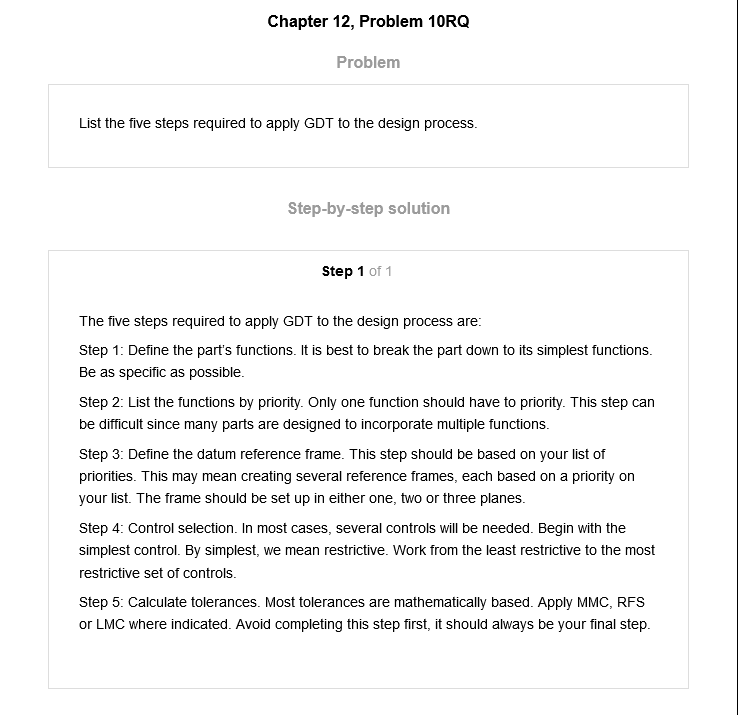 Chapter 12, Problem 10RQ
Problem
List the five steps required to apply GDT to the design process.
Step-by-step solution
Step 1 of 1
The five steps required to apply GDT to the design process are:
Step 1: Define the part's functions. It is best to break the part down to its simplest functions.
Be as specific as possible.
Step 2: List the functions by priority. Only one function should have to priority. This step can
be difficult since many parts are designed to incorporate multiple functions.
Step 3: Define the datum reference frame. This step should be based on your list of
priorities. This may mean creating several reference frames, each based on a priority on
your list. The frame should be set up in either one, two or three planes.
Step 4: Control selection. In most cases, several controls will be needed. Begin with the
simplest control. By simplest, we mean restrictive. Work from the least restrictive to the most
restrictive set of controls.
Step 5: Calculate tolerances. Most tolerances are mathematically based. Apply MMC, RFS
or LMC where indicated. Avoid completing this step first, it should always be your final step.